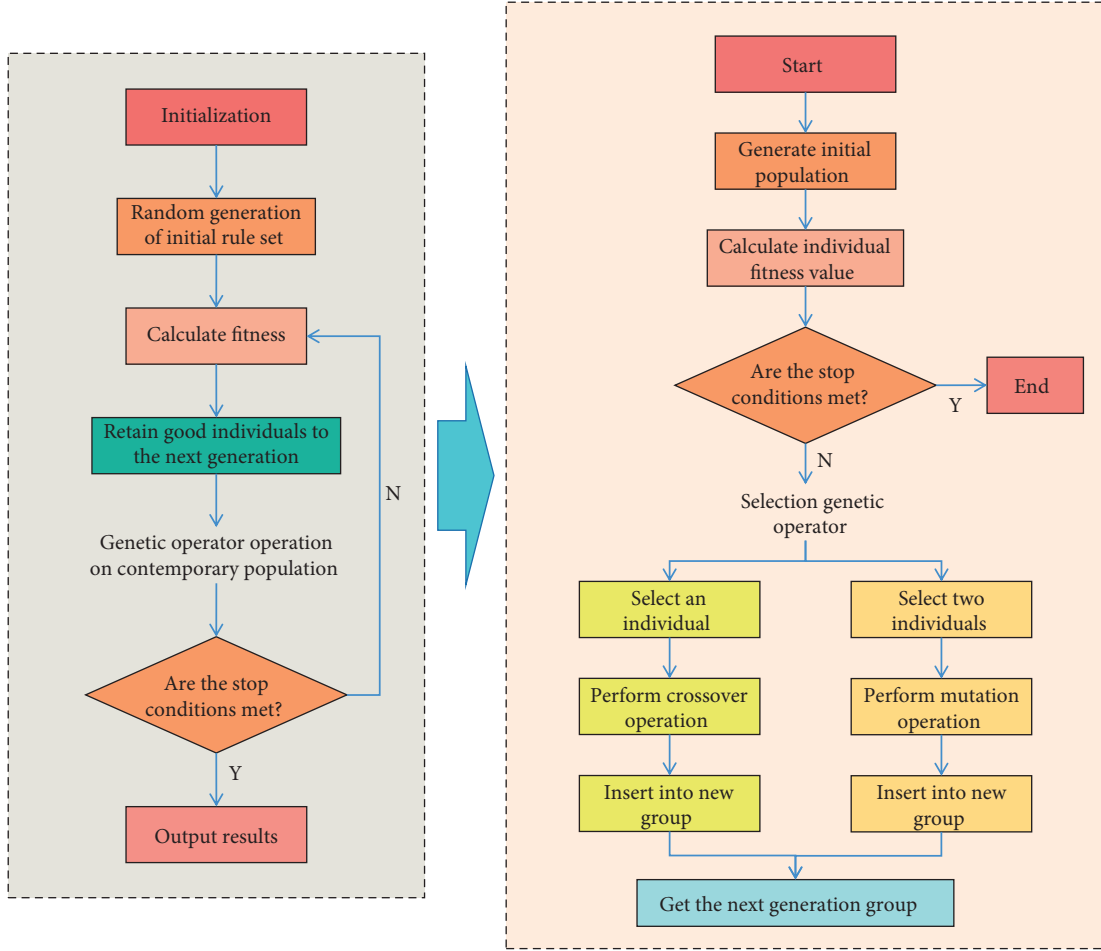 Initialization
Random generation
of initial rule set
Calculate fitness
Retain good individuals to
the next generation
N
Genetic operator operation
on contemporary population
Are the stop
conditions met?
Y
Output results
Start
Generate initial
population
Calculate individual
fitness value
Are the stop
conditions met?
Y
End
N
Selection genetic
operator
Select an
individual
Perform crossover
operation
Insert into new
group
Select two
individuals
Perform mutation
operation
Insert into new
group
Get the next generation group